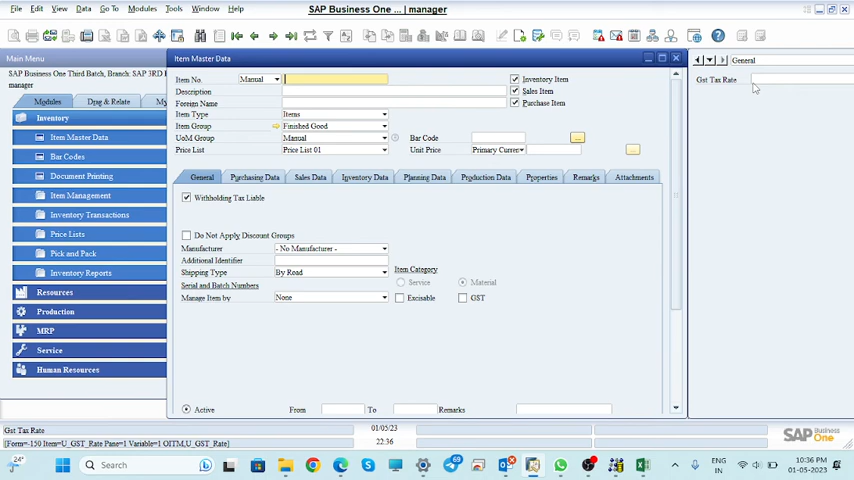 SAP Business One ... | manager
File Edit View Data Go To Modules Tools Window Help
Main Menu
Item Master Data
SAP Business One Third Batch, Branch: SAP 3RD
manager
Modules
Drag & Relate
Inventory
Item Master Data
Bar Codes
Document Printing
Item Management
Inventory Transactions
Price Lists
Pick and Pack
Inventory Reports
Resources
Production
MRP
Service
Human Resources
Item No. Manual
Description
Foreign Name
Item Type Items
Item Group Finished Good
UoM Group Manual
Price List Price List 01
Inventory Item
Sales Item
Purchase Item
Bar Code ...
Unit Price Primary Curren ...
General Purchasing Data Sales Data Inventory Data Planning Data Production Data Properties Remarks Attachments
Withholding Tax Liable
Do Not Apply Discount Groups
Manufacturer - No Manufacturer -
Additional Identifier
Shipping Type By Road
Serial and Batch Numbers
Manage Item by None
Item Category
Service Material
Excisable GST
Active From To Remarks
General
Gst Tax Rate
Gst Tax Rate
[Form=-150 Item=U_GST_Rate Pane=1 Variable=1 OITM,U_GST_Rate]
01/05/23
22:36
SAP Business One
24°
Search
69
ENG
IN
10:36 PM
01-05-2023